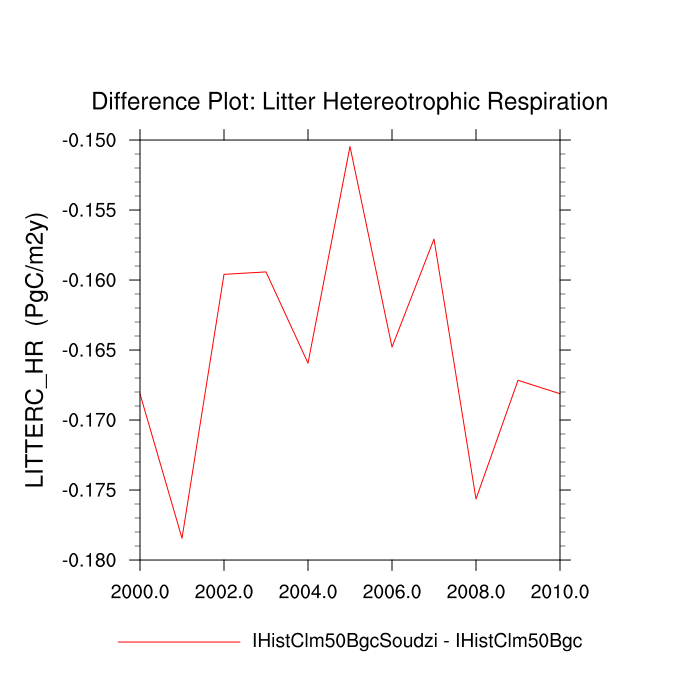 Difference Plot: Litter Hetereotrophic Respiration
LITTERC_HR (PgC/m2y)
-0.150
-0.155
-0.160
-0.165
-0.170
-0.175
-0.180
2000.0 2002.0 2004.0 2006.0 2008.0 2010.0
IHistClm50BgcSoudzi - IHistClm50Bgc